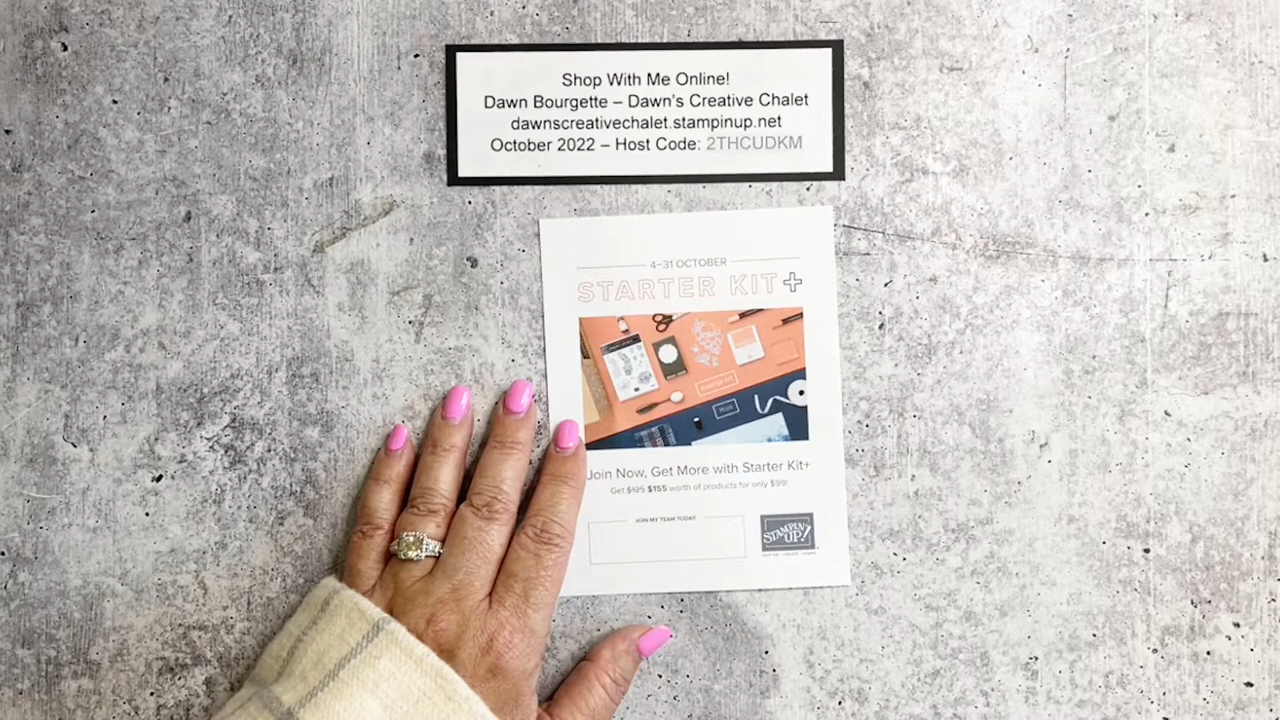 Shop With Me Online!
Dawn Bourgette – Dawn's Creative Chalet
dawnscreativechalet.stampinup.net
October 2022 – Host Code: 2THCUDKM
4–31 OCTOBER
STARTER KIT+
STARTER KIT
PLUS
Join Now, Get More with Starter Kit+
Get $125 $155 worth of products for only $99!
JOIN MY TEAM TODAY
STAMPIN' UP!